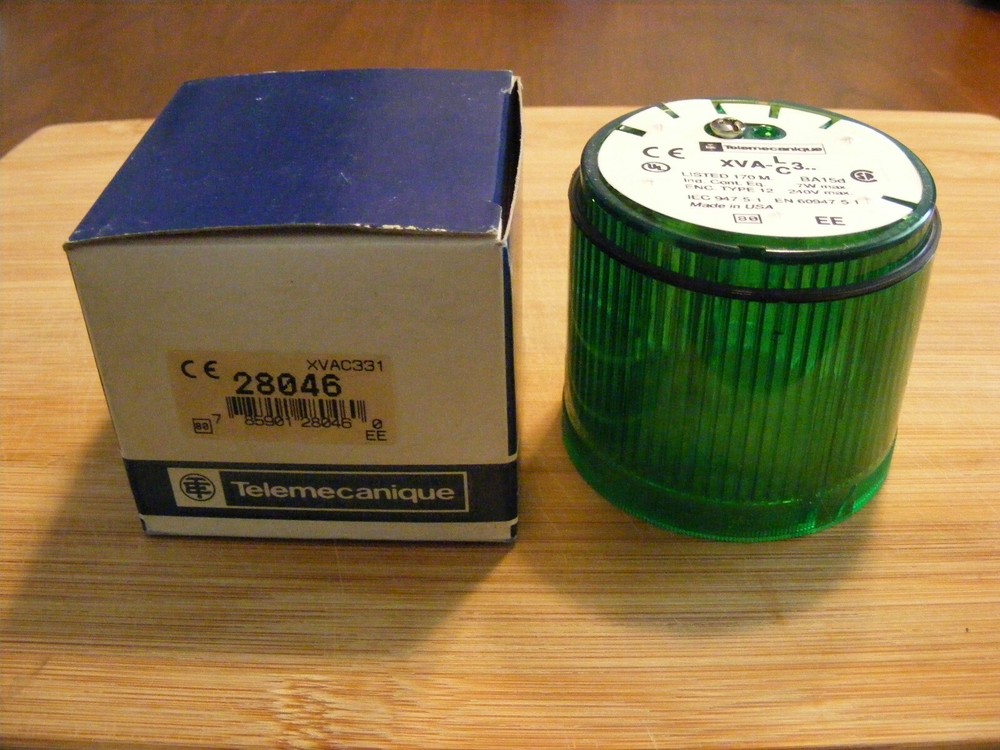 CE XVAC331
28046
80 7 85901 28046 0
EE
TE Telemecanique
CE Telemecanique
XVA-L/C3..
UL LISTED 170 M BA15d
Ind. Cont. Eq. 7W max
ENC. TYPE 12 240V max
IEC 947 5 1 EN 60947 5 1
Made in USA
80 EE